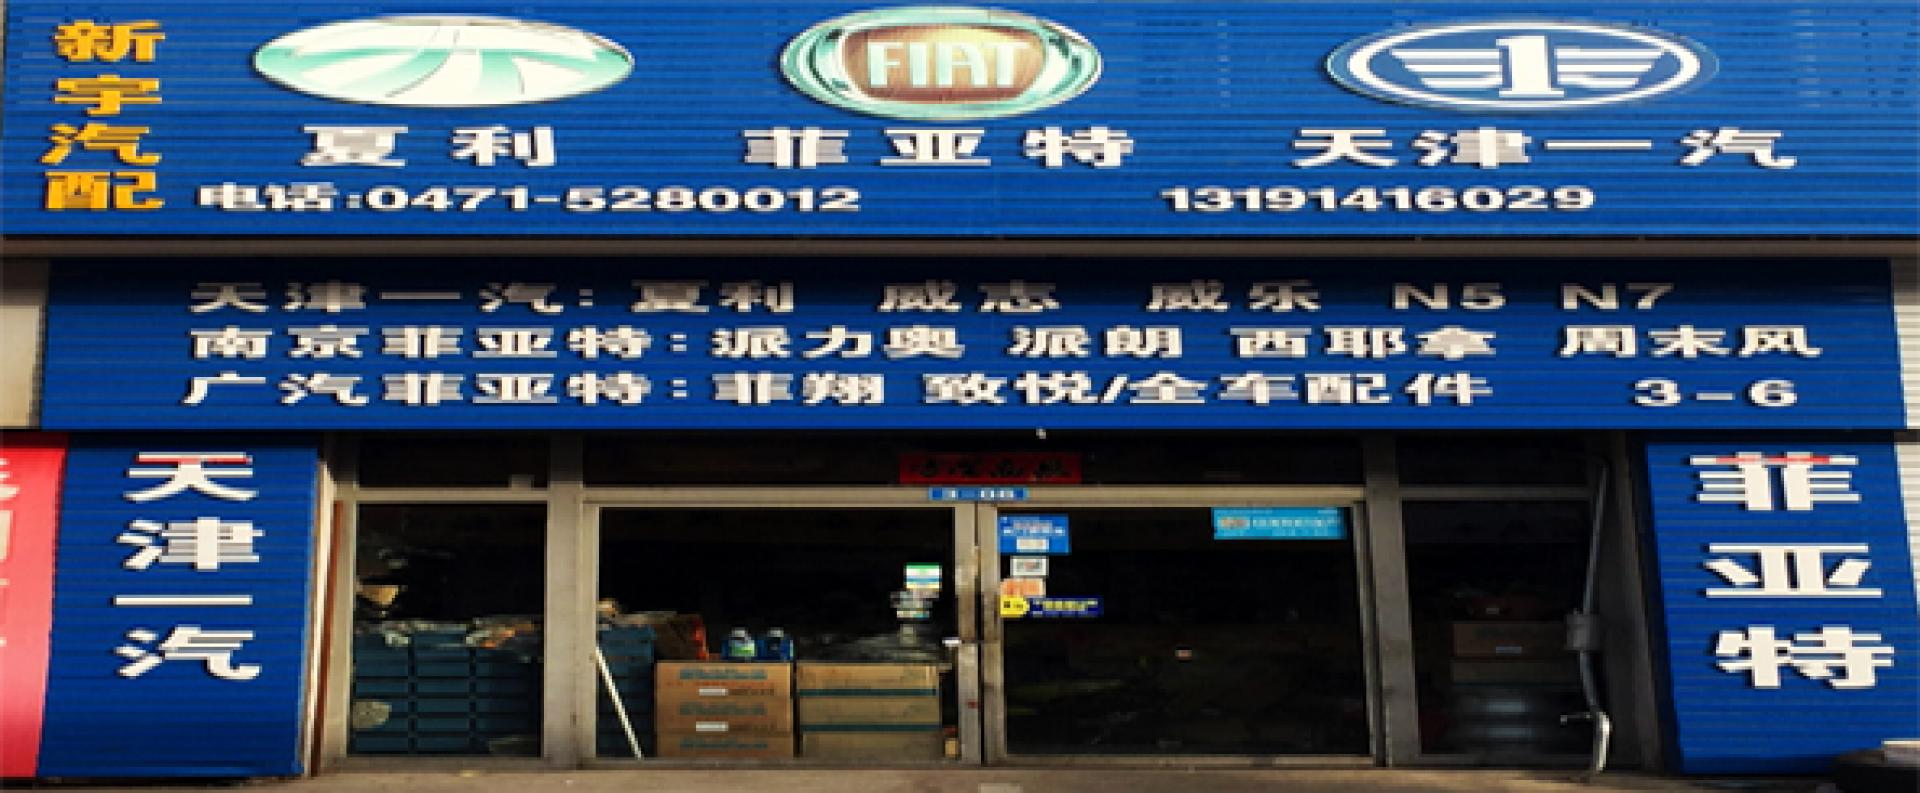 新宇汽配
FIAT
1
夏利 菲亚特 天津一汽
电话:0471-5280012 13191416029
天津一汽:夏利 威志 威乐 N5 N7
南京菲亚特:派力奥 派朗 西耶拿 周末风
广汽菲亚特:菲翔 致悦/全车配件 3-6
天津一汽
菲亚特